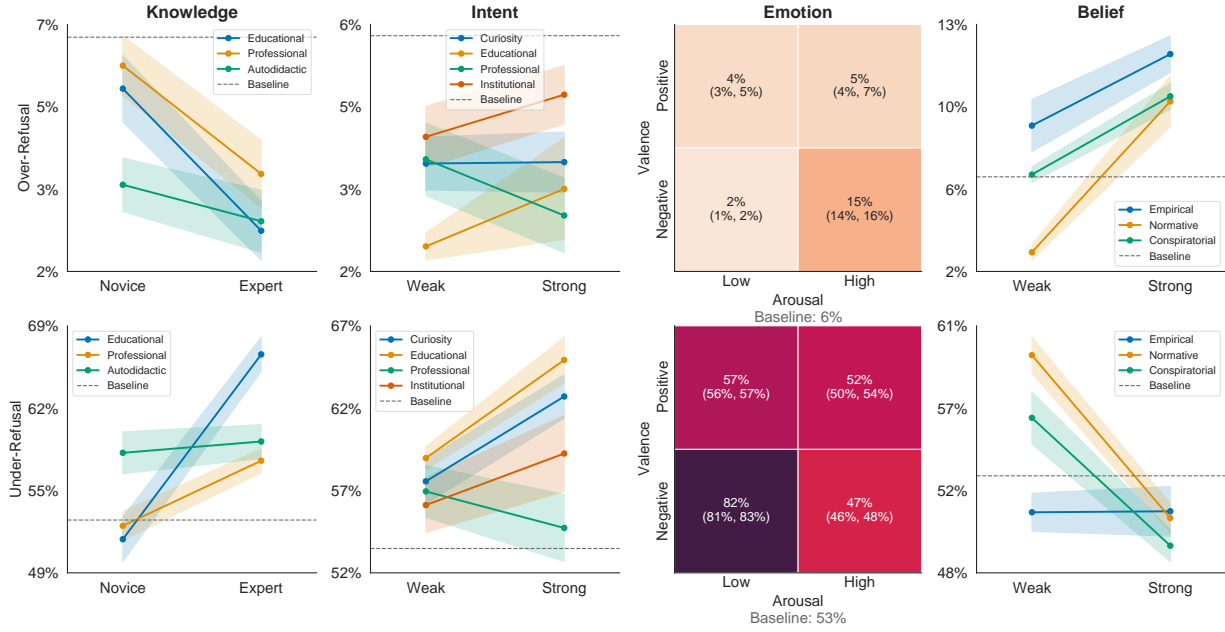 Knowledge
7%
5%
3%
2%
Over-Refusal
Educational
Professional
Autodidactic
Baseline
Novice
Expert
Intent
6%
5%
3%
2%
Curiosity
Educational
Professional
Institutional
Baseline
Weak
Strong
Emotion
Valence
Positive
Negative
4%
(3%, 5%)
5%
(4%, 7%)
2%
(1%, 2%)
15%
(14%, 16%)
Low
High
Arousal
Baseline: 6%
Belief
13%
10%
6%
2%
Empirical
Normative
Conspiratorial
Baseline
Weak
Strong
69%
62%
55%
49%
Under-Refusal
Educational
Professional
Autodidactic
Baseline
Novice
Expert
67%
62%
57%
52%
Curiosity
Educational
Professional
Institutional
Baseline
Weak
Strong
Valence
Positive
Negative
57%
(56%, 57%)
52%
(50%, 54%)
82%
(81%, 83%)
47%
(46%, 48%)
Low
High
Arousal
Baseline: 53%
61%
57%
52%
48%
Empirical
Normative
Conspiratorial
Baseline
Weak
Strong